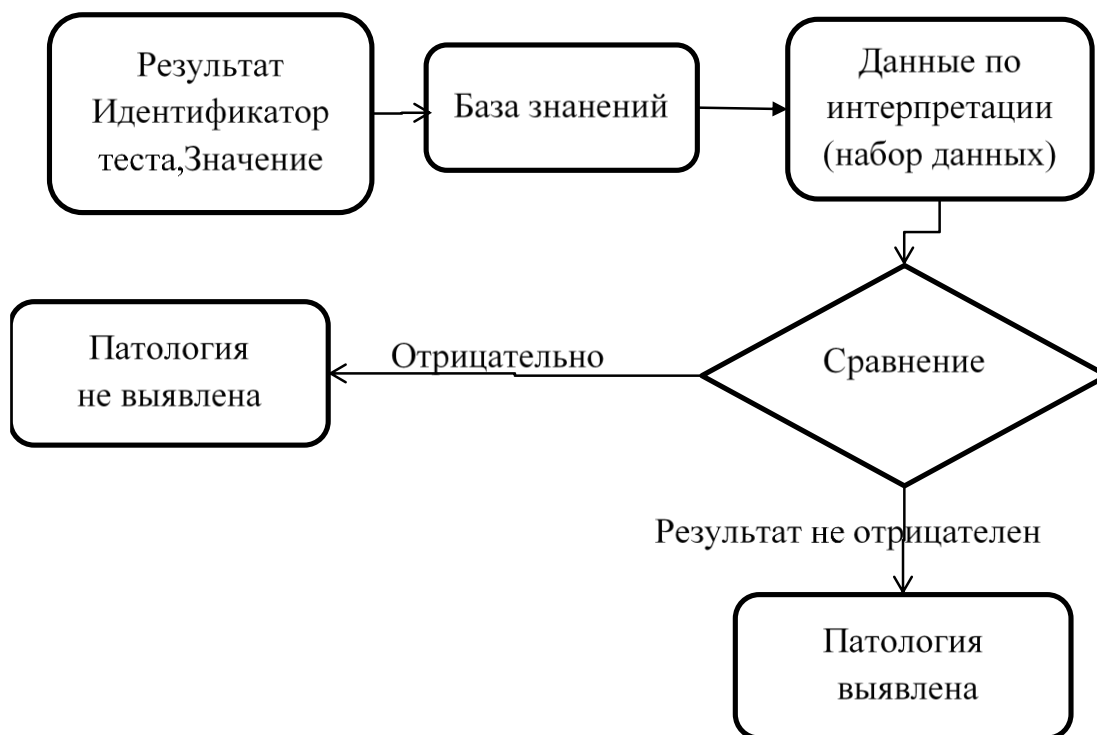 Результат
Идентификатор
теста,Значение
База знанений
Данные по
интерпретации
(набор данных)
Сравнение
Отрицательно
Патология
не выявлена
Результат не отрицателен
Патология
выявлена